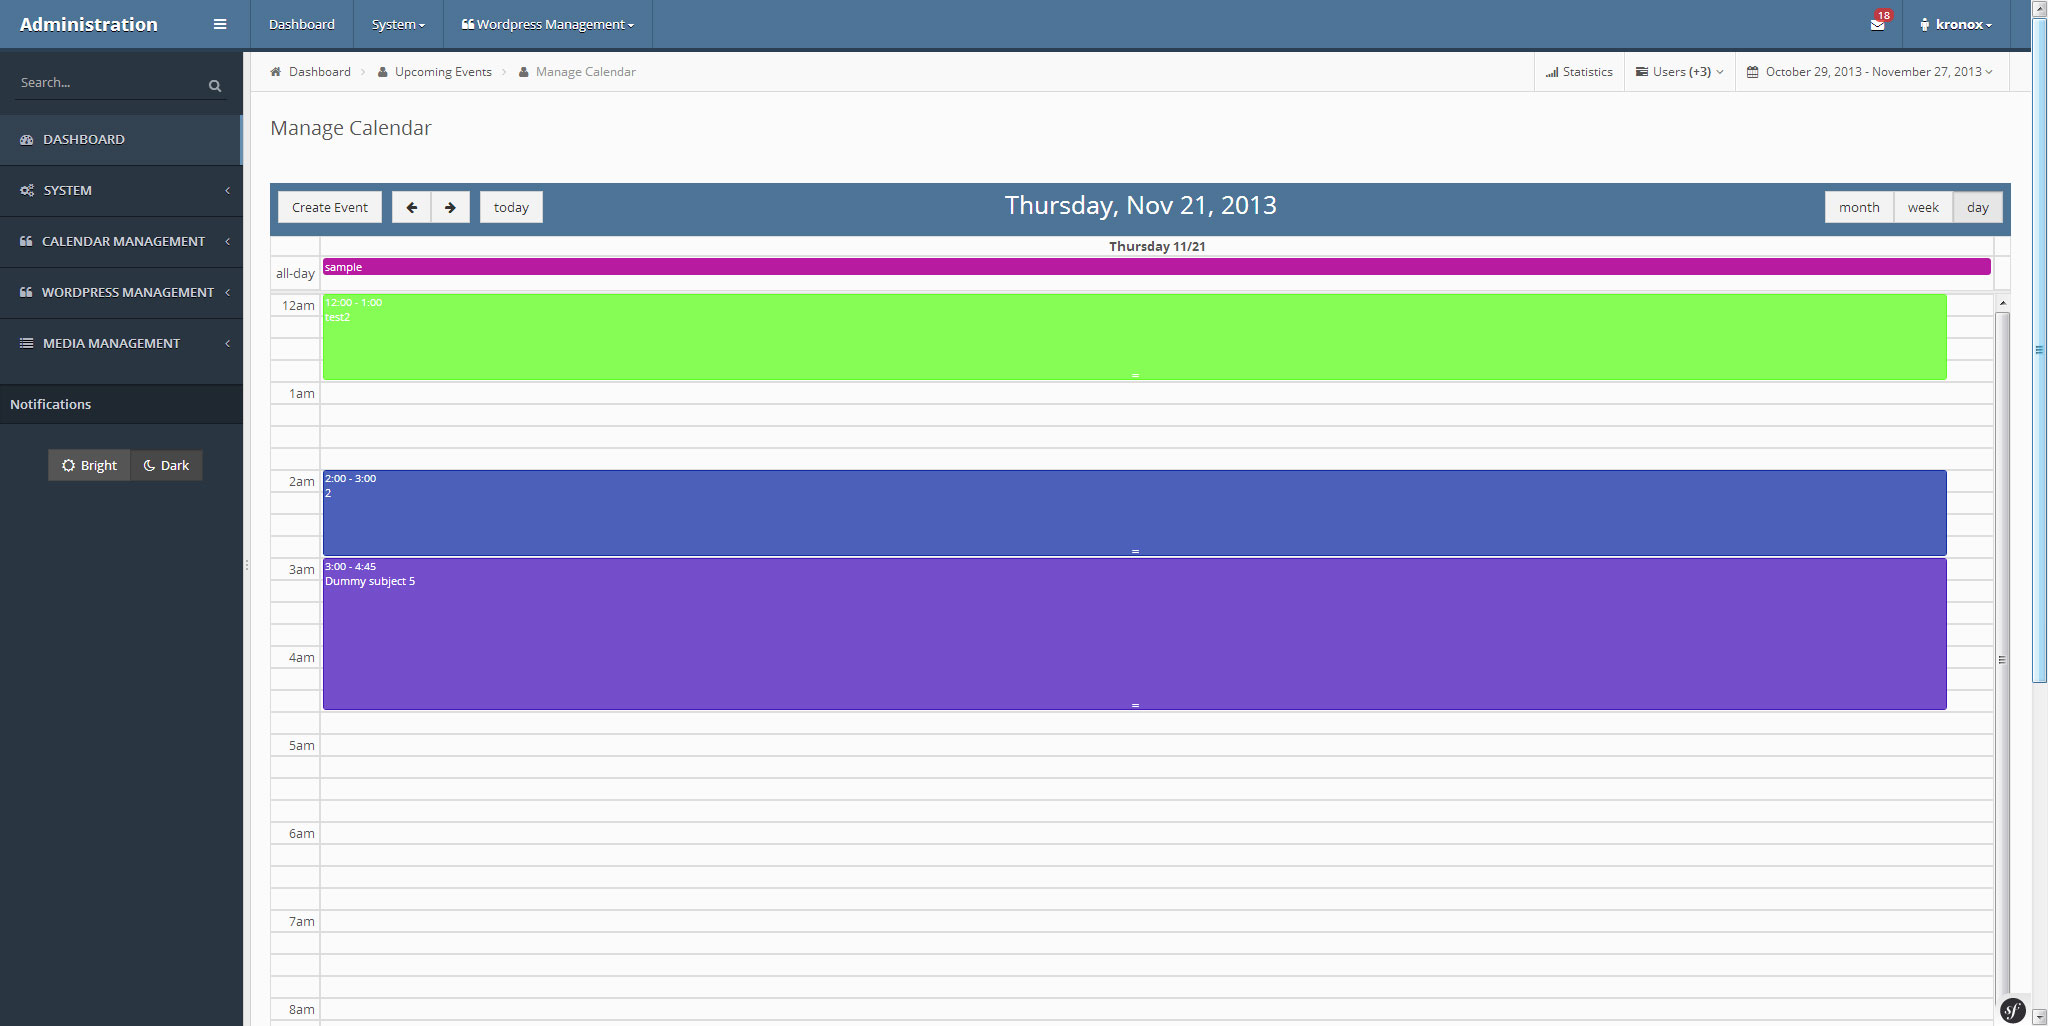 Administration
Dashboard
System
Wordpress Management
18
kronox
Search...
Dashboard
Upcoming Events
Manage Calendar
Statistics
Users (+3)
October 29, 2013 - November 27, 2013
DASHBOARD
SYSTEM
CALENDAR MANAGEMENT
WORDPRESS MANAGEMENT
MEDIA MANAGEMENT
Notifications
Bright
Dark
Manage Calendar
Create Event
today
Thursday, Nov 21, 2013
month
week
day
Thursday 11/21
all-day
sample
12am
12:00 - 1:00
test2
1am
2am
2:00 - 3:00
2
3am
3:00 - 4:45
Dummy subject 5
4am
5am
6am
7am
8am
sf